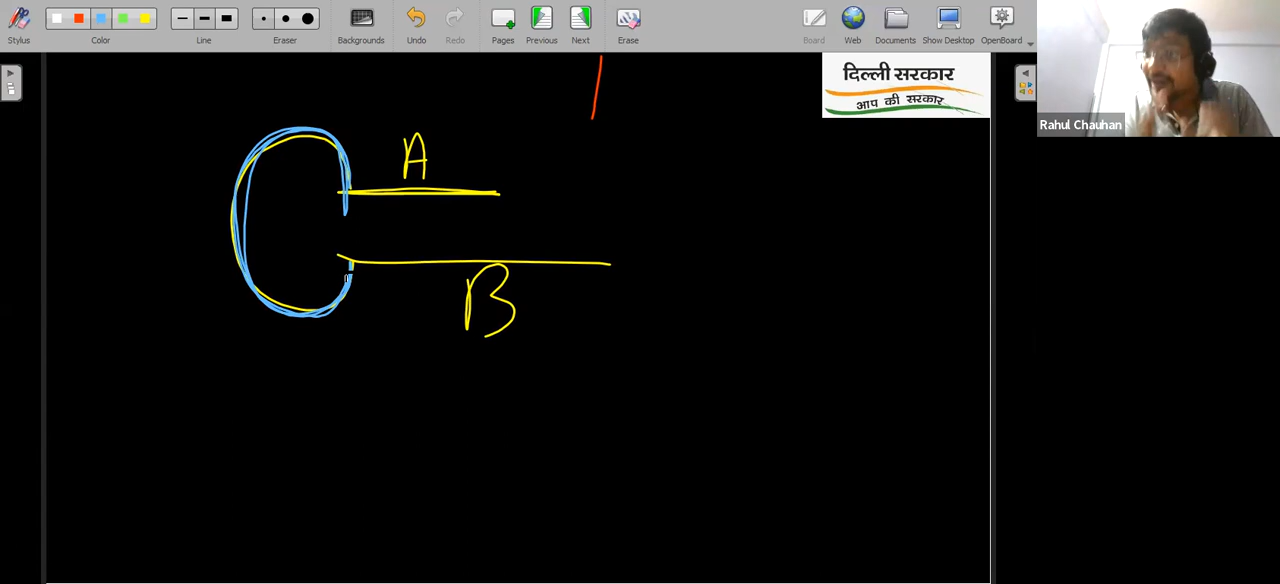 Stylus
Color
Line
Eraser
Backgrounds
Undo
Redo
Pages
Previous
Next
Erase
Board
Web
Documents
Show Desktop
OpenBoard
दिल्ली सरकार
आप की सरकार
Rahul Chauhan
A
B